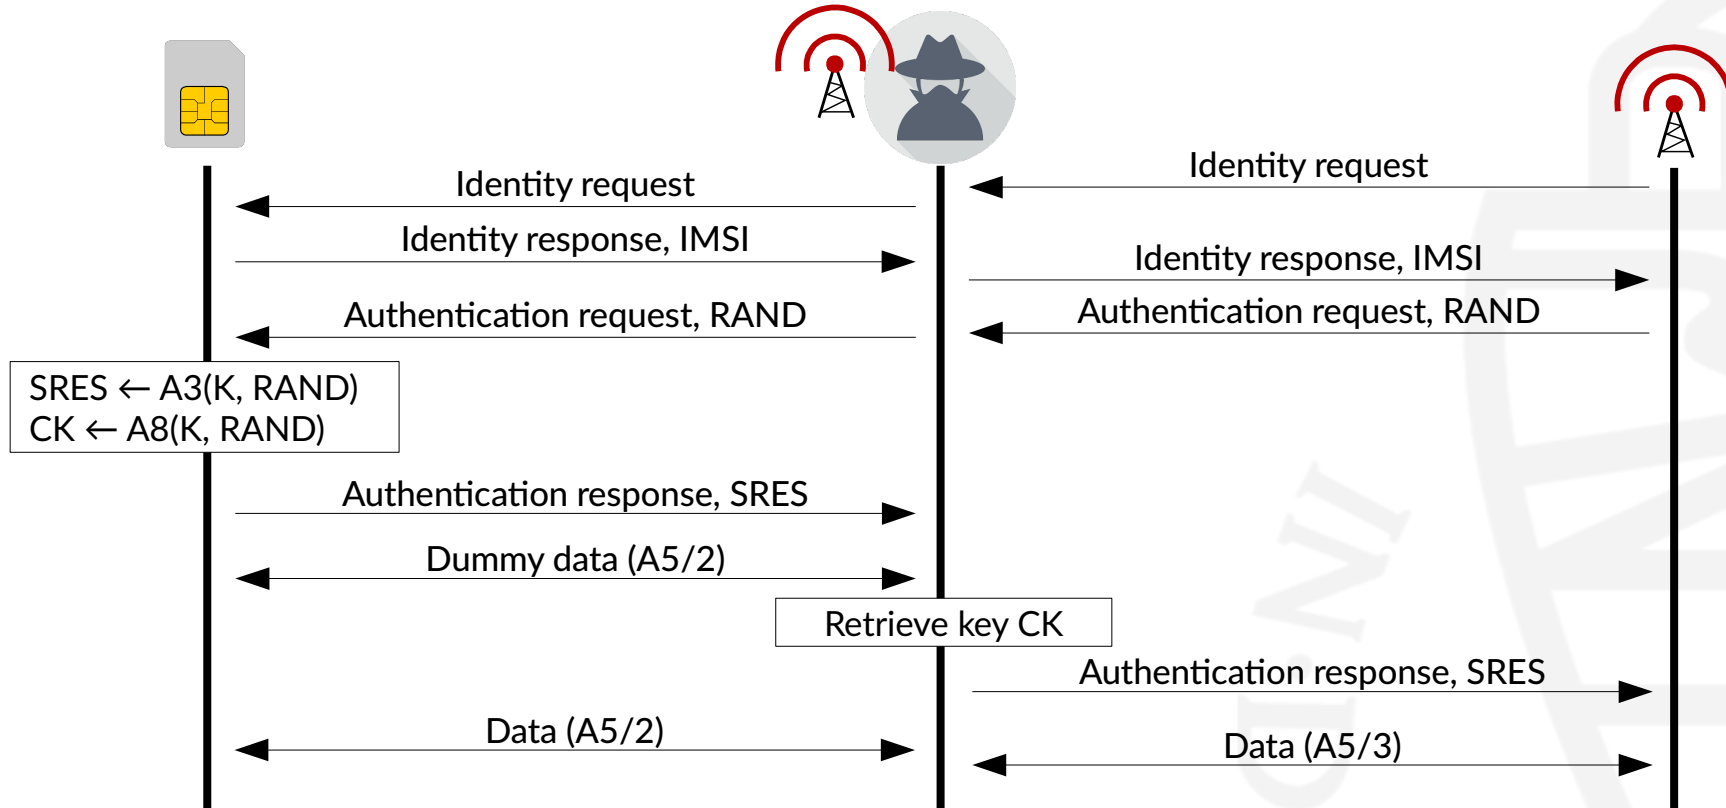 Identity request
Identity request
Identity response, IMSI
Identity response, IMSI
Authentication request, RAND
Authentication request, RAND
SRES ← A3(K, RAND)
CK ← A8(K, RAND)
Authentication response, SRES
Dummy data (A5/2)
Retrieve key CK
Authentication response, SRES
Data (A5/2)
Data (A5/3)